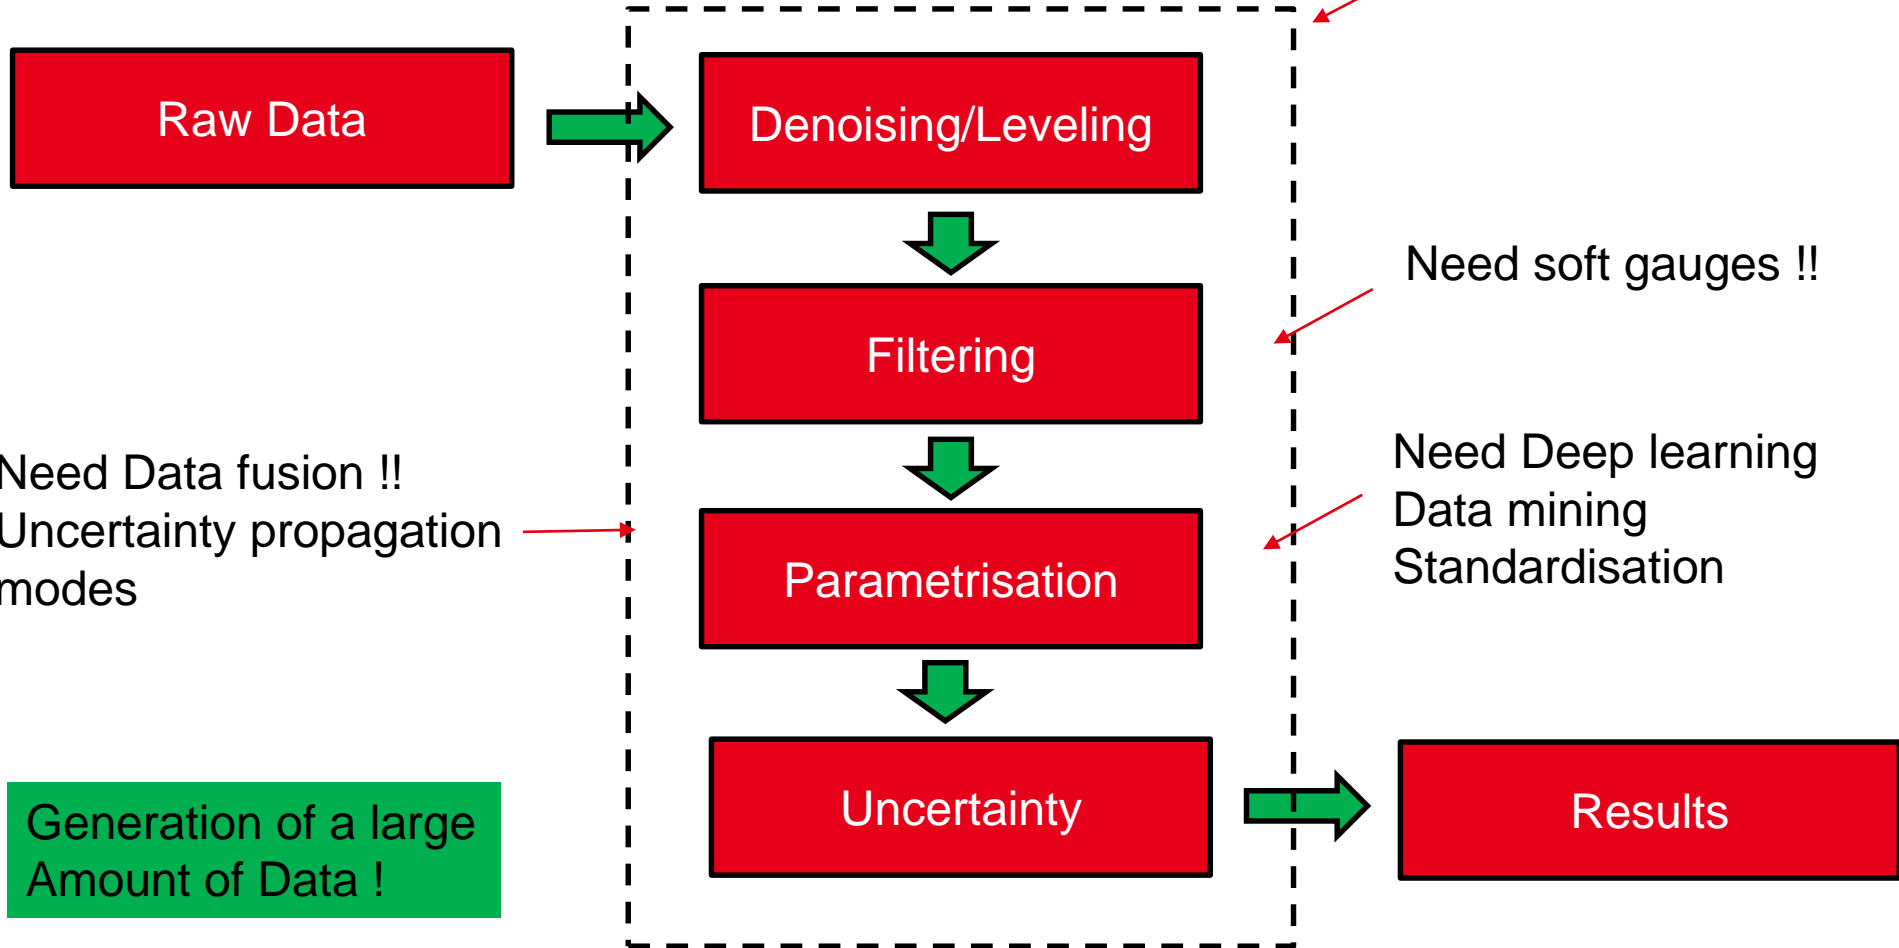 Raw Data
Denoising/Leveling
Need soft gauges !!
Filtering
Need Data fusion !!
Uncertainty propagation
modes
Need Deep learning
Data mining
Standardisation
Parametrisation
Generation of a large
Amount of Data !
Uncertainty
Results